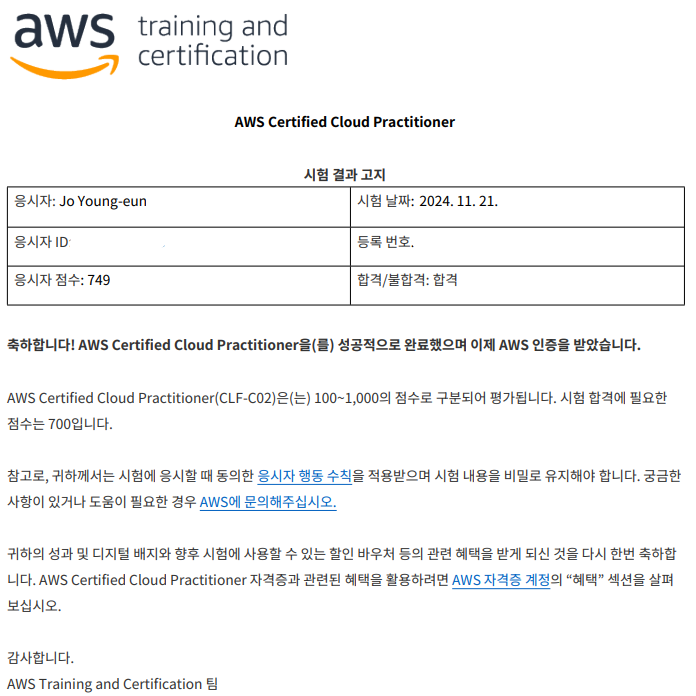 aws training and
certification
AWS Certified Cloud Practitioner
시험 결과 고지
응시자: Jo Young-eun
시험 날짜: 2024. 11. 21.
응시자 ID
등록 번호.
응시자 점수: 749
합격/불합격: 합격
축하합니다! AWS Certified Cloud Practitioner을(를) 성공적으로 완료했으며 이제 AWS 인증을 받았습니다.
AWS Certified Cloud Practitioner(CLF-C02)은(는) 100~1,000의 점수로 구분되어 평가됩니다. 시험 합격에 필요한
점수는 700입니다.
참고로, 귀하께서는 시험에 응시할 때 동의한 응시자 행동 수칙을 적용받으며 시험 내용을 비밀로 유지해야 합니다. 궁금한
사항이 있거나 도움이 필요한 경우 AWS에 문의해주십시오.
귀하의 성과 및 디지털 배지와 향후 시험에 사용할 수 있는 할인 바우처 등의 관련 혜택을 받게 되신 것을 다시 한번 축하합
니다. AWS Certified Cloud Practitioner 자격증과 관련된 혜택을 활용하려면 AWS 자격증 계정의 “혜택” 섹션을 살펴
보십시오.
감사합니다.
AWS Training and Certification 팀